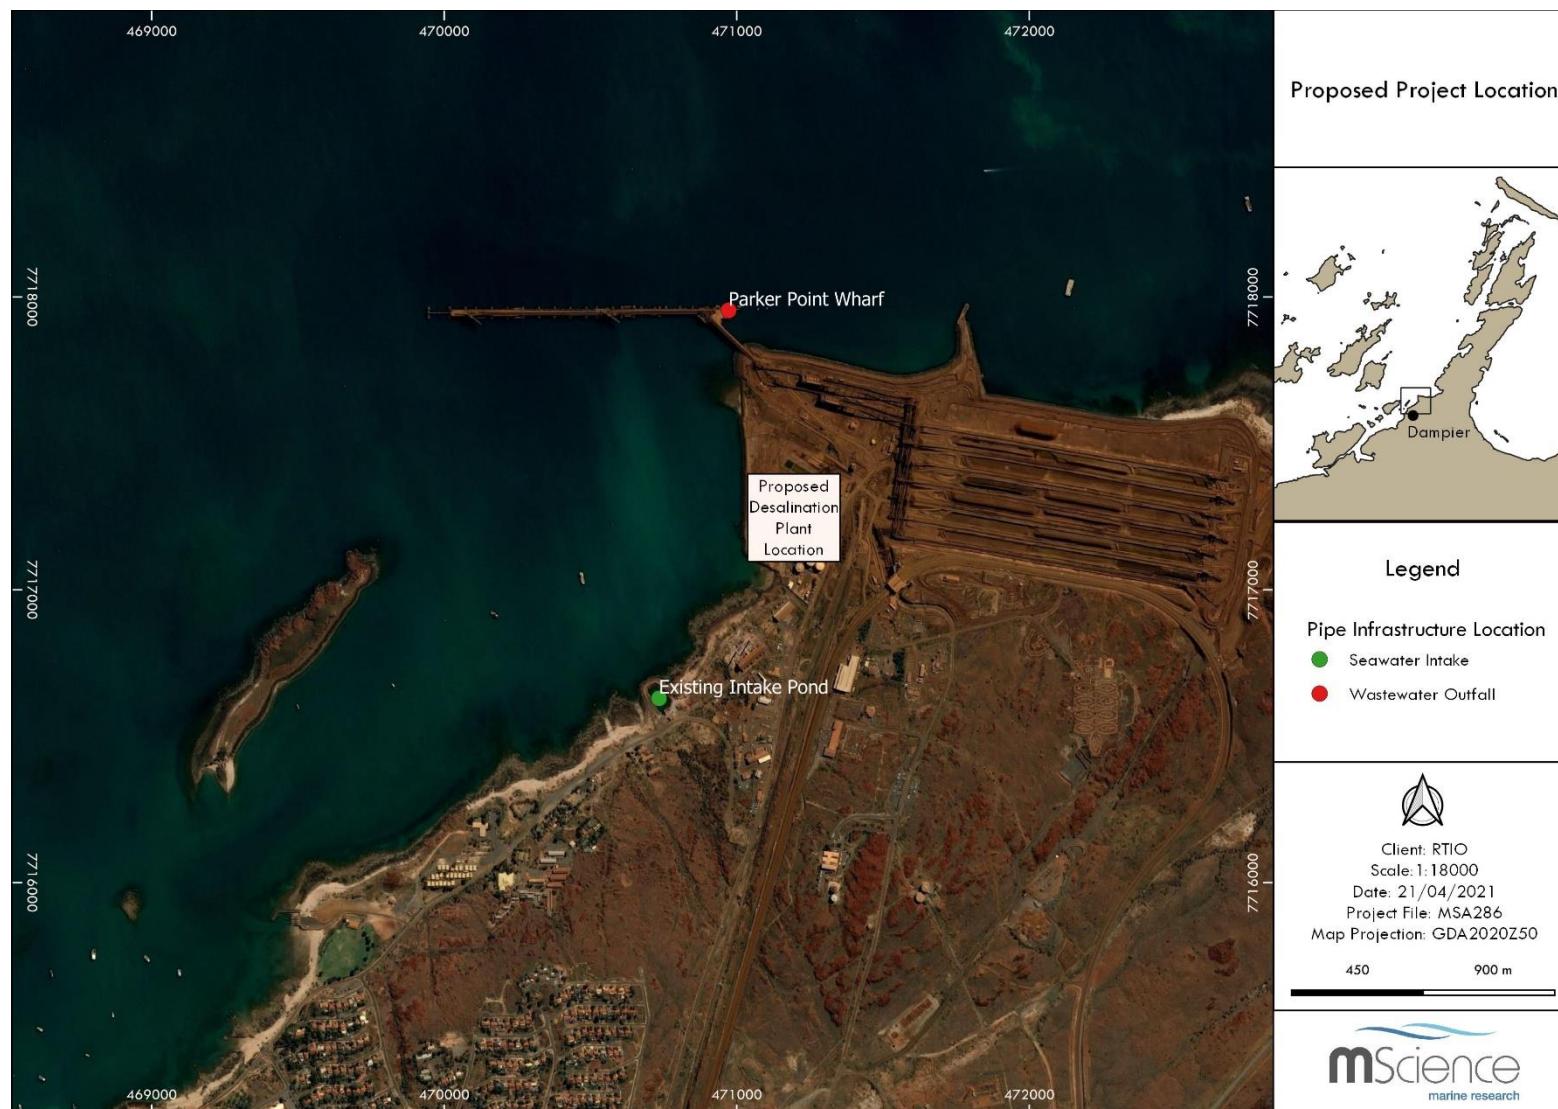 469000
470000
471000
472000
7718000
7718000
Parker Point Wharf
Proposed
Desalination
Plant
Location
7717000
7717000
Existing Intake Pond
7716000
7716000
469000
470000
471000
472000
Proposed Project Location
Dampier
Legend
Pipe Infrastructure Location
Seawater Intake
Wastewater Outfall
Client: RTIO
Scale: 1:18000
Date: 21/04/2021
Project File: MSA286
Map Projection: GDA2020Z50
450 900 m
mScience
marine research